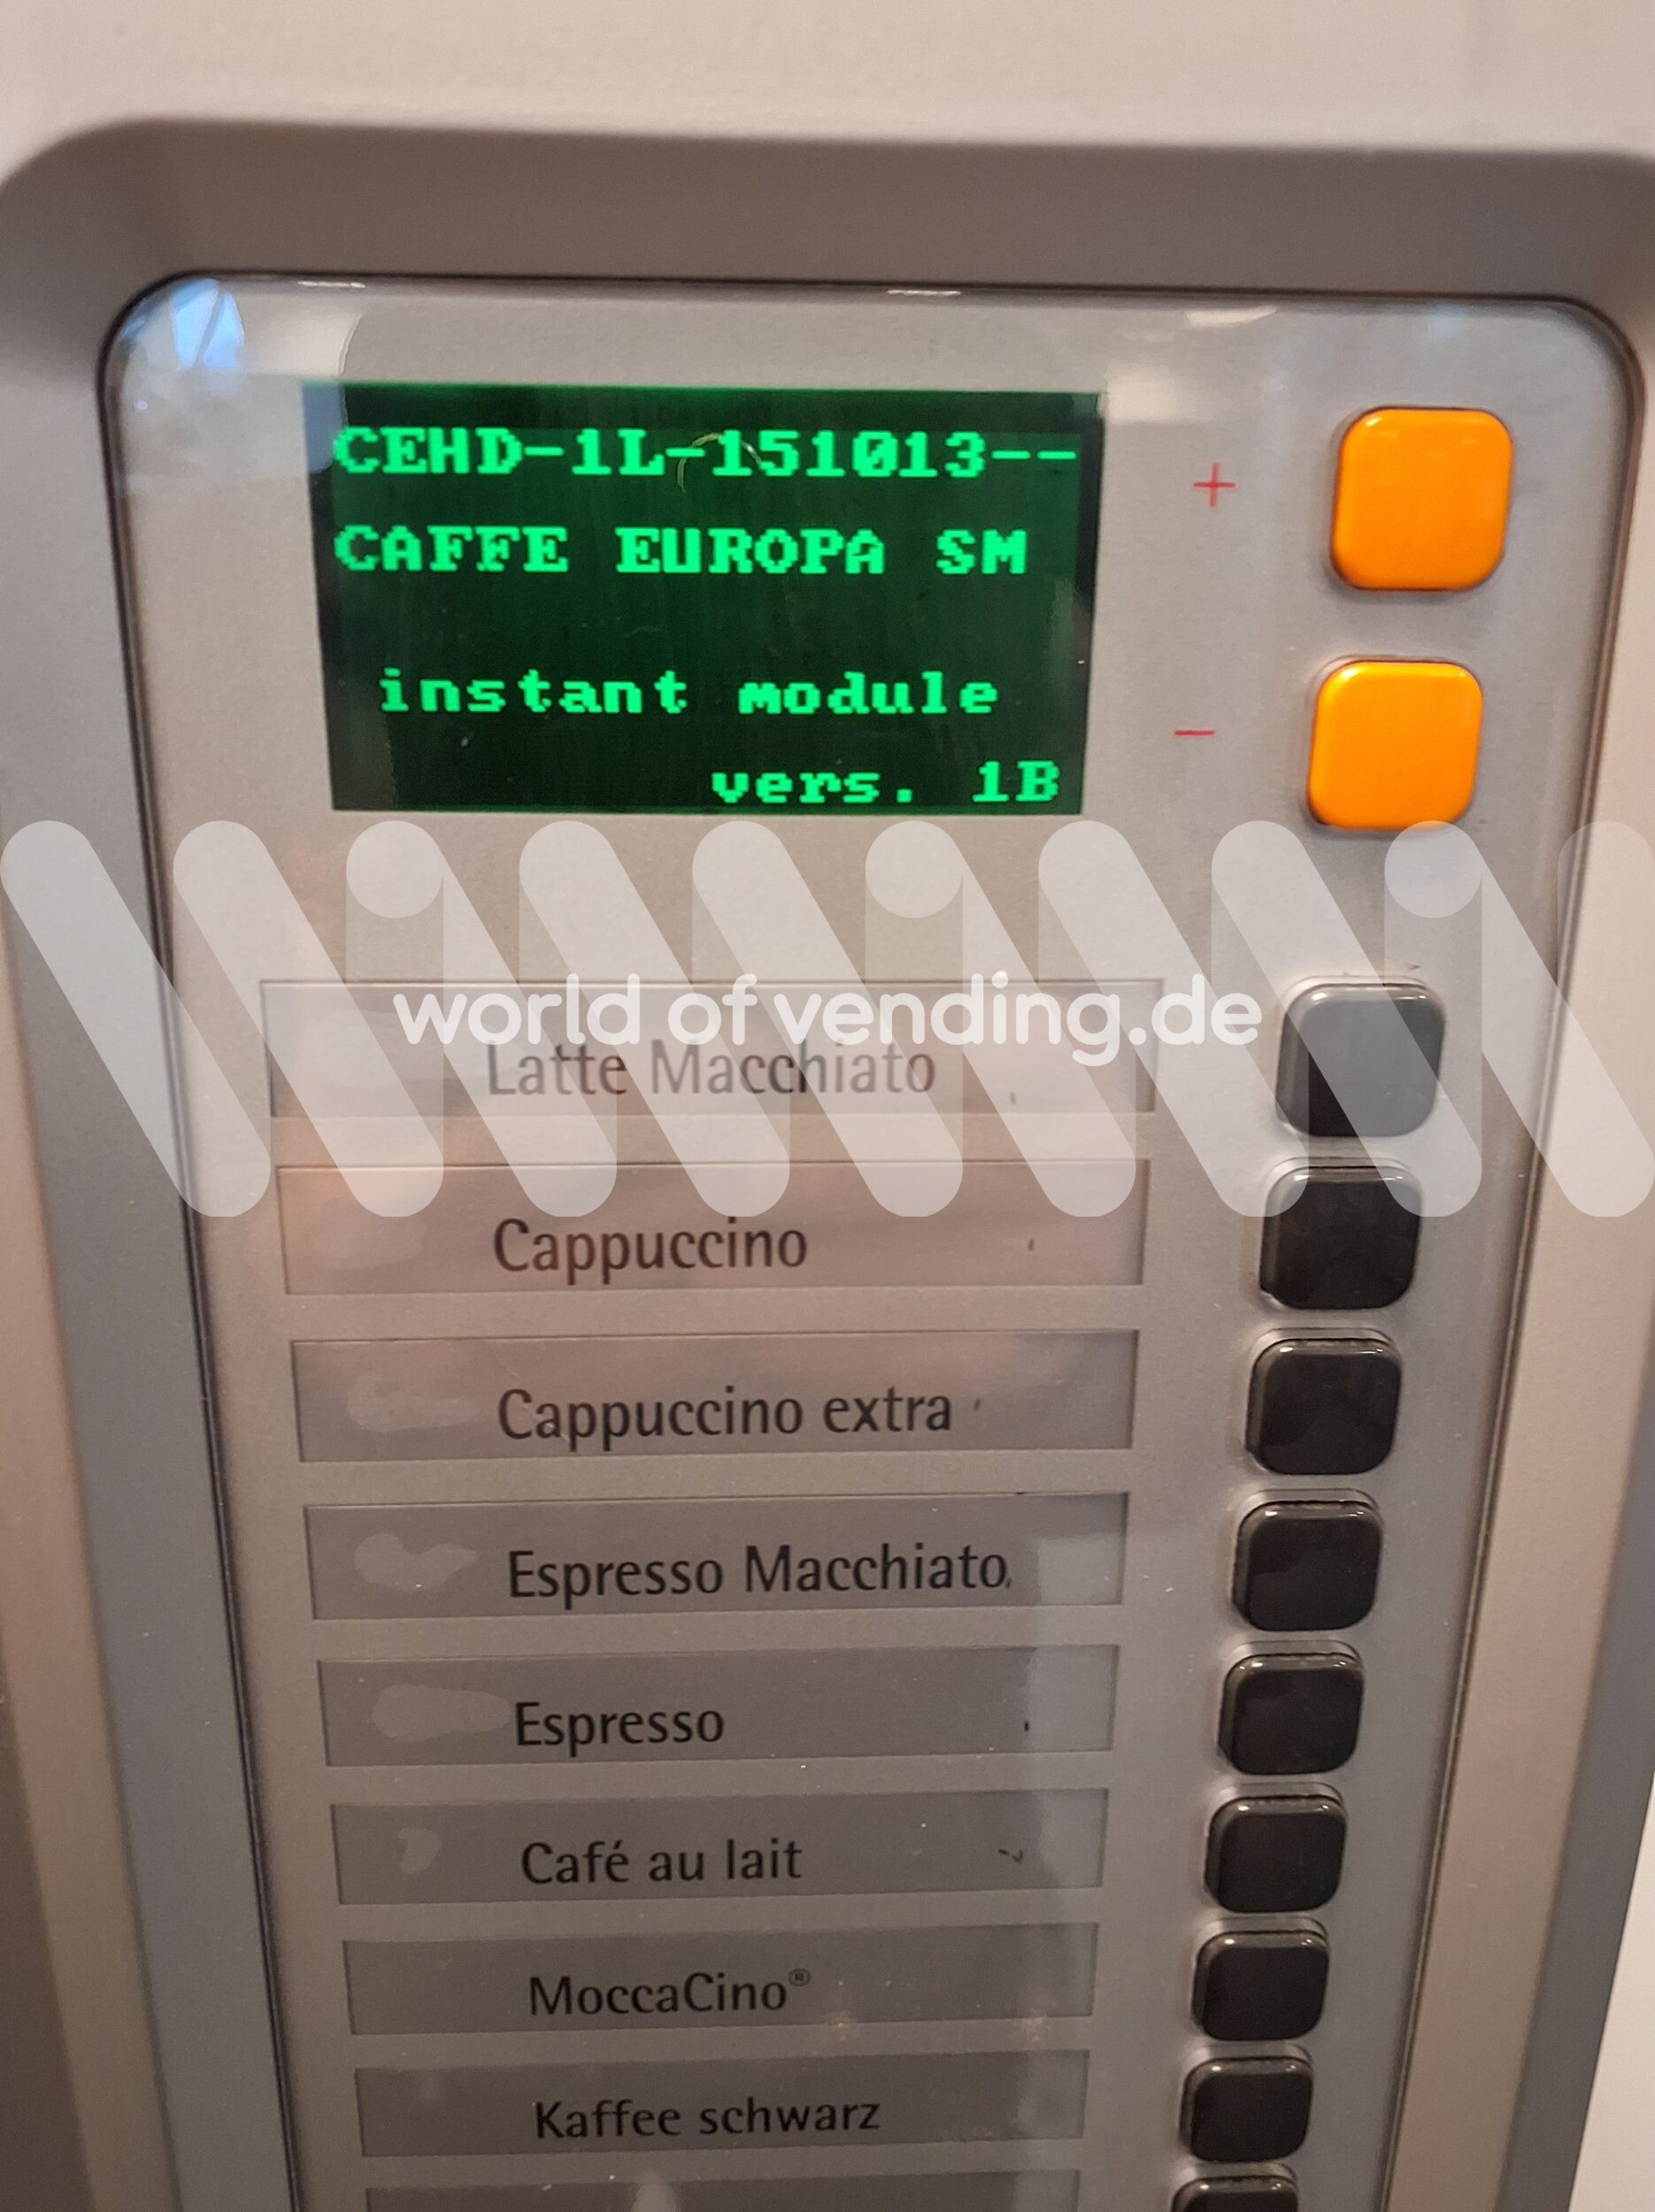 CEHD-1L-151013--
CAFFE EUROPA SM
instant module
vers. 1B
+
−
world of vending.de
Latte Macchiato
Cappuccino
Cappuccino extra
Espresso Macchiato
Espresso
Café au lait
MoccaCino®
Kaffee schwarz